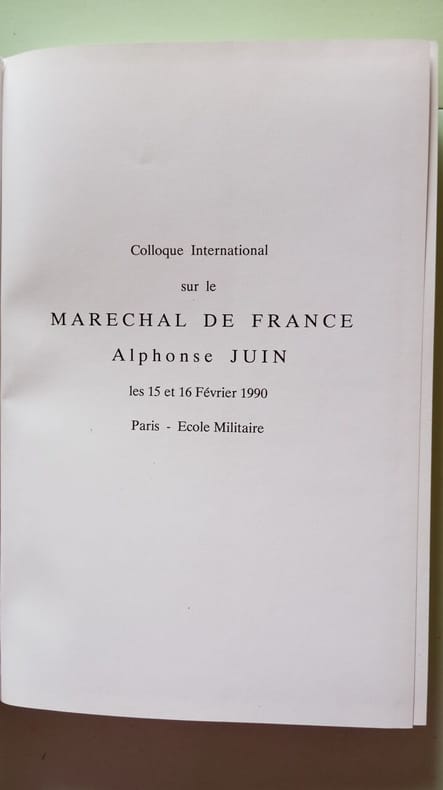 Colloque International
sur le
MARECHAL DE FRANCE
Alphonse JUIN
les 15 et 16 Février 1990
Paris - Ecole Militaire